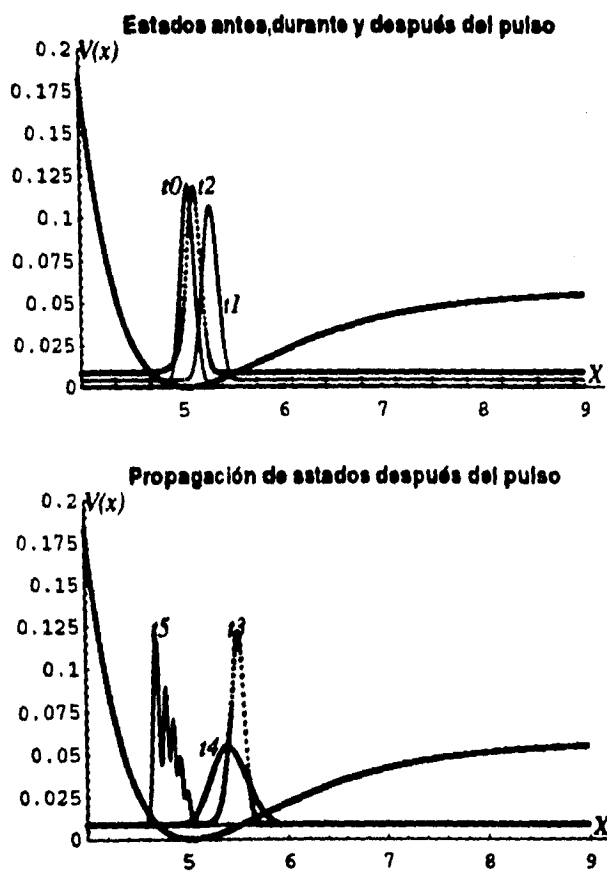 Estados antes,durante y después del pulso
V(x)
0.2
0.175
0.15
0.125
0.1
0.075
0.05
0.025
0
t0
t2
t1
X
5
6
7
8
9
Propagación de estados después del pulso
V(x)
0.2
0.175
0.15
0.125
0.1
0.075
0.05
0.025
0
t5
t3
t4
X
5
6
7
8
9